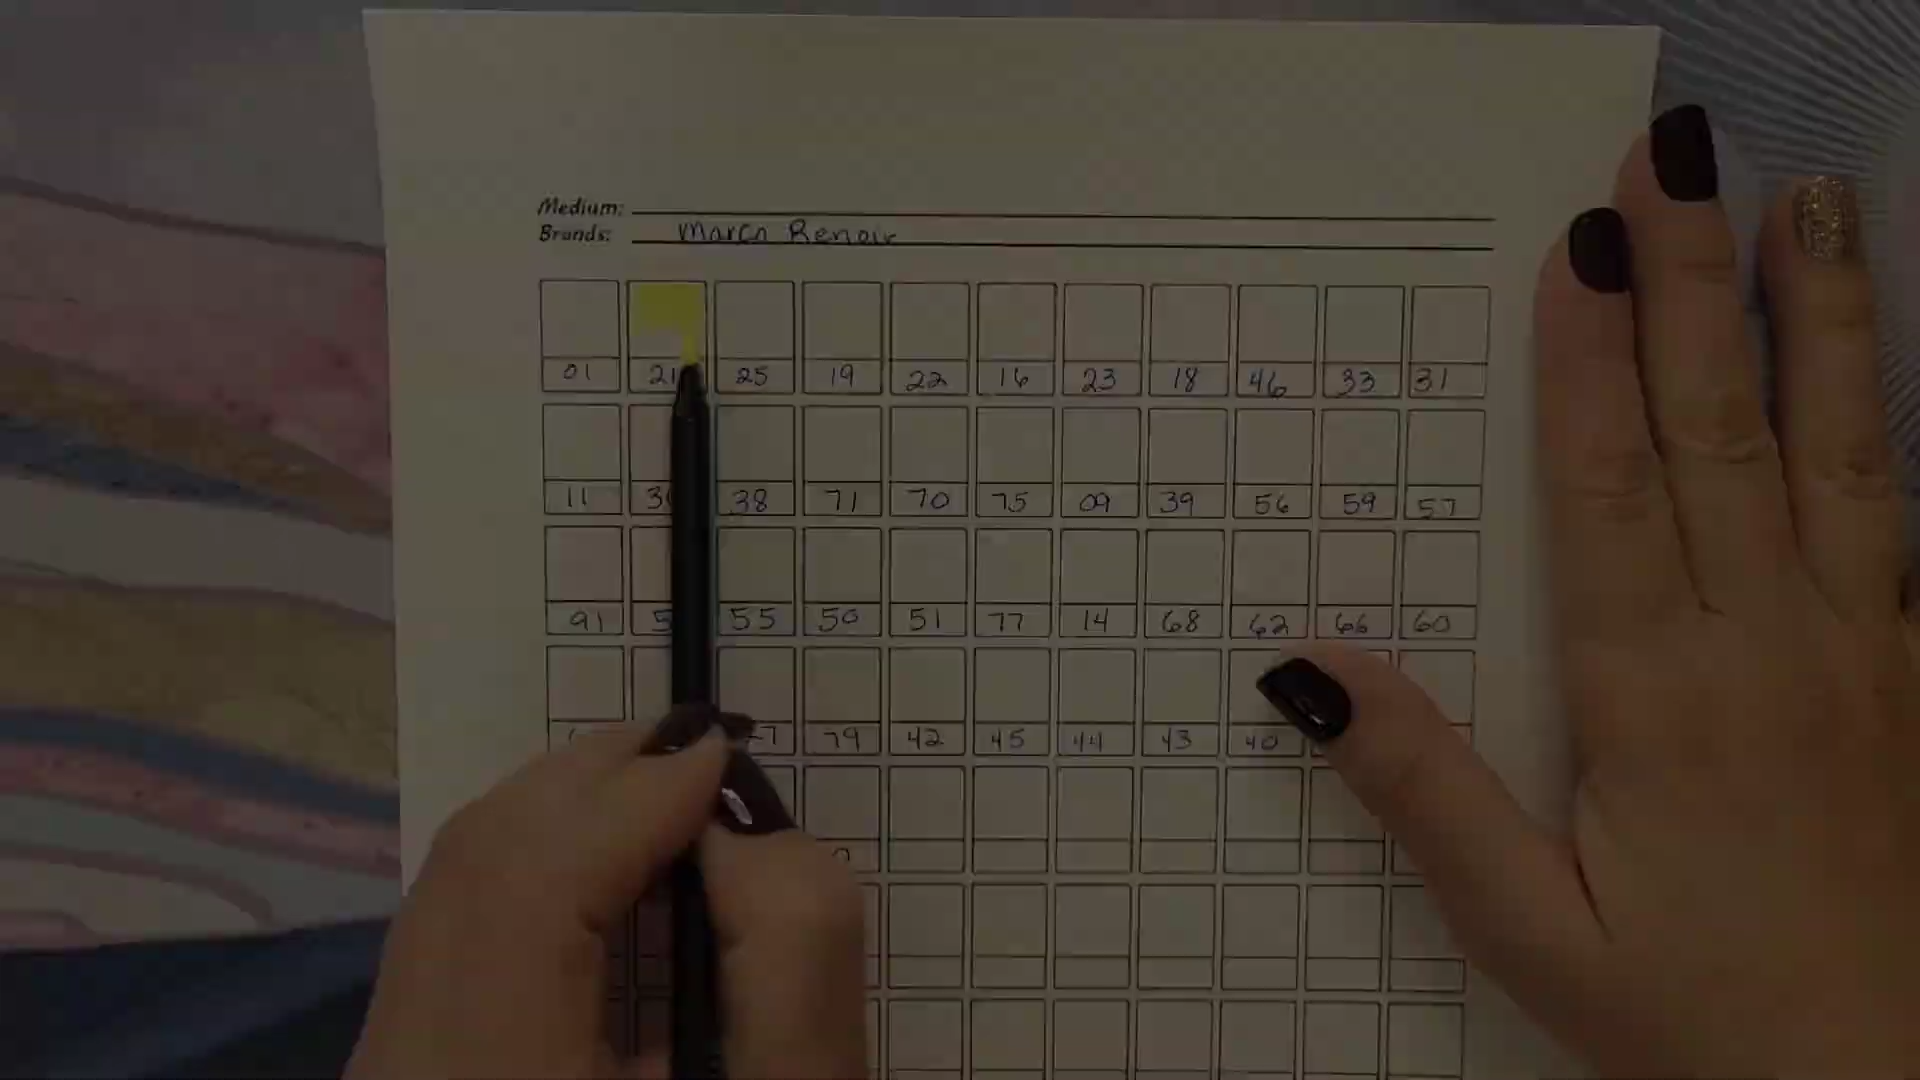 Medium:
Brands: Marco Renoir
01 21 25 19 22 16 23 18 46 33 31
11 38 71 70 75 09 39 56 59 57
91 55 50 51 77 14 68 62 66 60
79 42 45 44 43 40